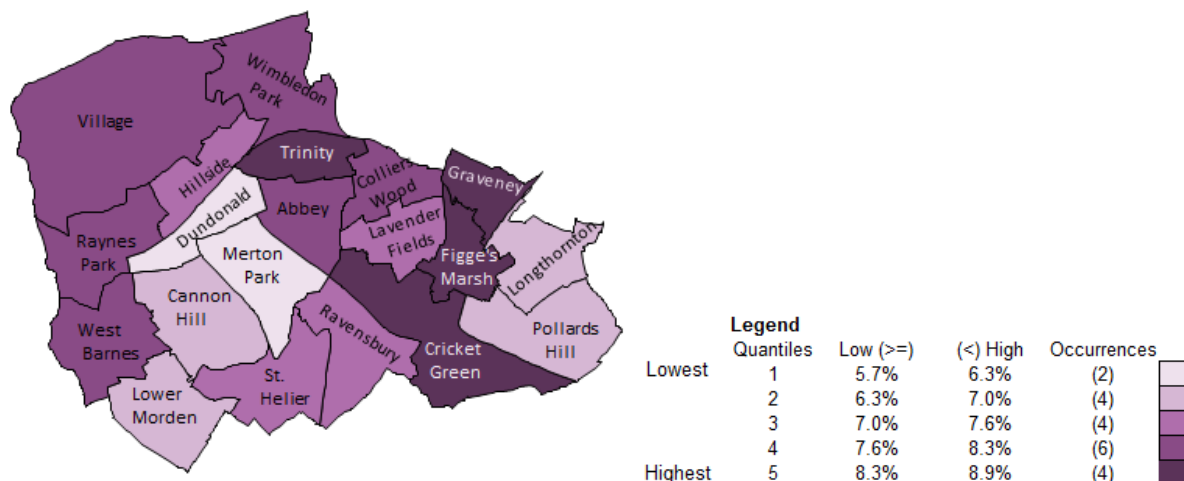 Wimbledon
Park
Village
Trinity
Hillside
Colliers
Wood
Graveney
Dundonald
Abbey
Lavender
Fields
Raynes
Park
Merton
Park
Figge's
Marsh
Longthornton
Cannon
Hill
Ravensbury
West
Barnes
Pollards
Hill
Cricket
Green
St.
Helier
Lower
Morden
Legend
Quantiles Low (>=) (<) High Occurrences
Lowest 1 5.7% 6.3% (2)
2 6.3% 7.0% (4)
3 7.0% 7.6% (4)
4 7.6% 8.3% (6)
Highest 5 8.3% 8.9% (4)